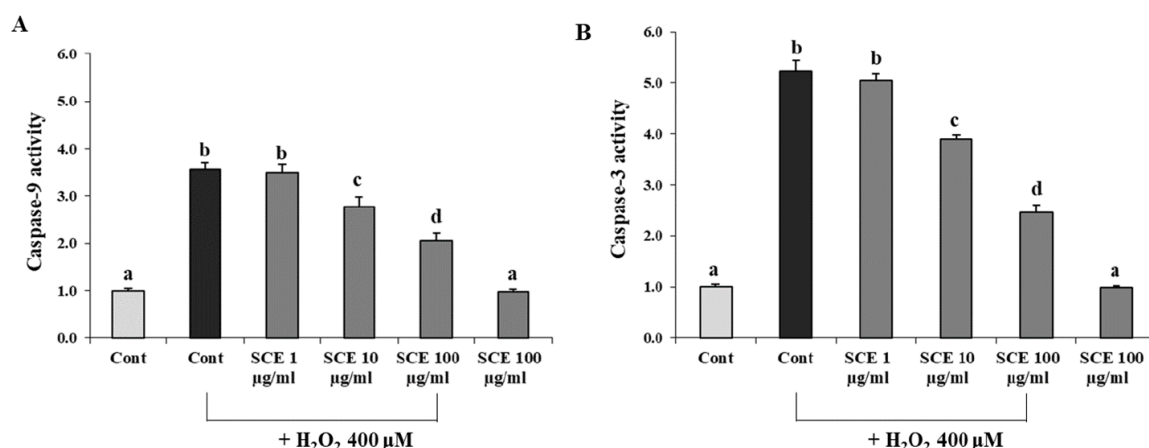 A
Caspase-9 activity
6.0
5.0
4.0
3.0
2.0
1.0
0.0
a
b
b
c
d
a
Cont
Cont
SCE 1 µg/ml
SCE 10 µg/ml
SCE 100 µg/ml
SCE 100 µg/ml
+ H₂O₂ 400 µM
B
Caspase-3 activity
6.0
5.0
4.0
3.0
2.0
1.0
0.0
a
b
b
c
d
a
Cont
Cont
SCE 1 µg/ml
SCE 10 µg/ml
SCE 100 µg/ml
SCE 100 µg/ml
+ H₂O₂ 400 µM